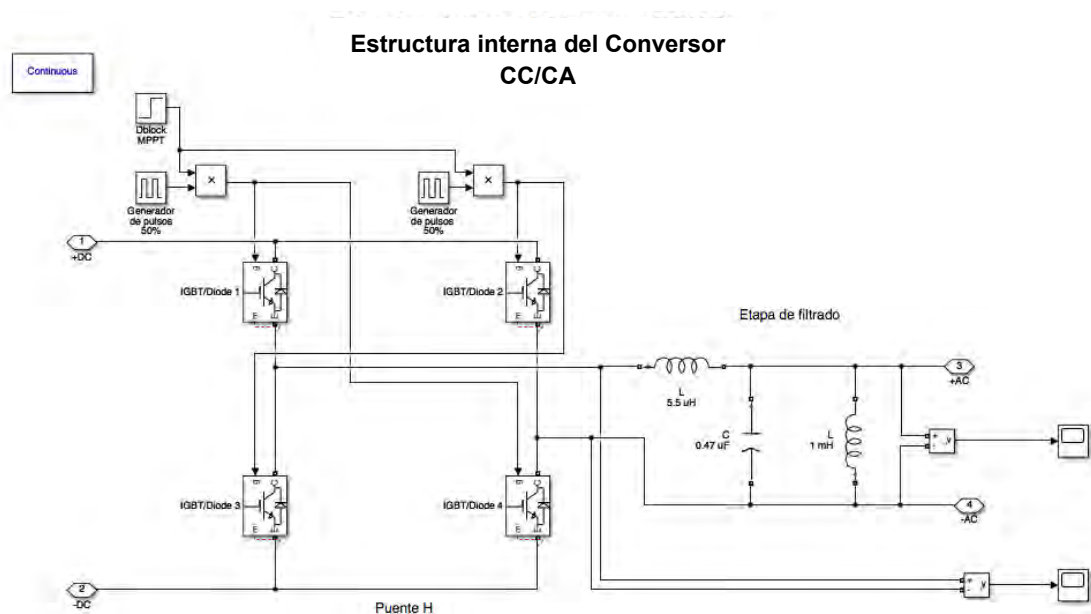 Estructura interna del Conversor
CC/CA
Continuous
Dblock
MPPT
×
×
Generador
de pulsos
50%
Generador
de pulsos
50%
1
+DC
g
C
g
C
IGBT/Diode 1
IGBT/Diode 2
m
E
m
E
Etapa de filtrado
L
5.5 uH
3
+AC
C
0.47 uF
L
1 mH
+
-
v
g
C
g
C
IGBT/Diode 3
IGBT/Diode 4
m
E
m
E
4
-AC
2
-DC
+
-
v
Puente H